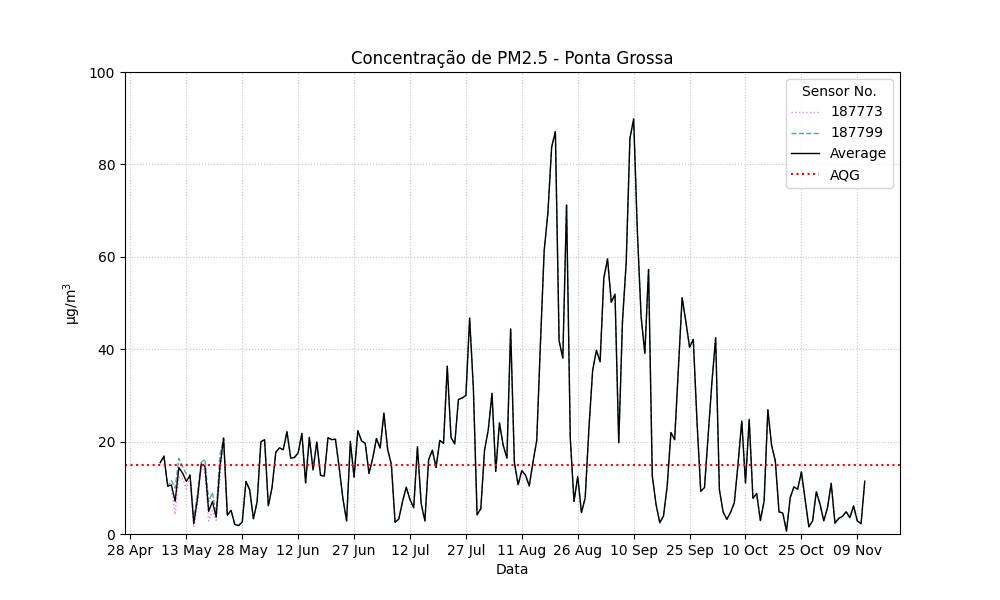 Concentração de PM2.5 - Ponta Grossa
100
80
60
40
20
0
µg/m³
Sensor No.
187773
187799
Average
AQG
28 Apr 13 May 28 May 12 Jun 27 Jun 12 Jul 27 Jul 11 Aug 26 Aug 10 Sep 25 Sep 10 Oct 25 Oct 09 Nov
Data